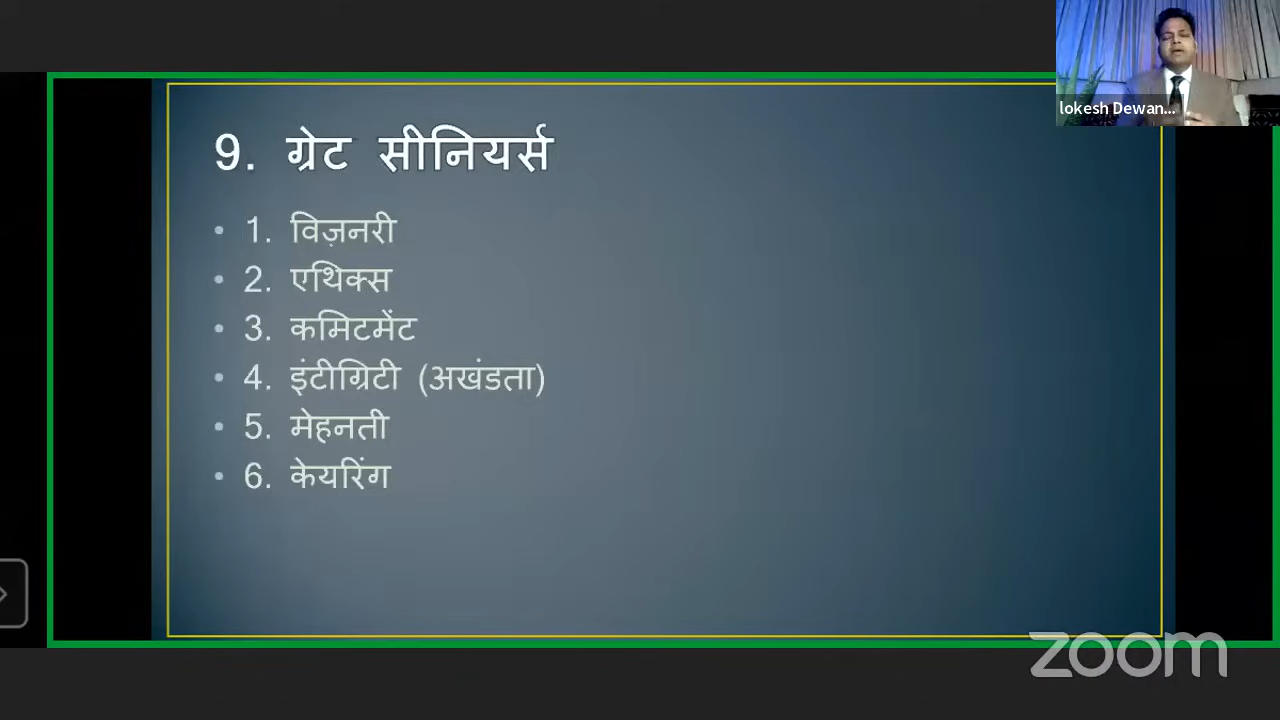 lokesh Dewan...
9. ग्रेट सीनियर्स
• 1. विज़नरी
• 2. एथिक्स
• 3. कमिटमेंट
• 4. इंटीग्रिटी (अखंडता)
• 5. मेहनती
• 6. केयरिंग
zoom